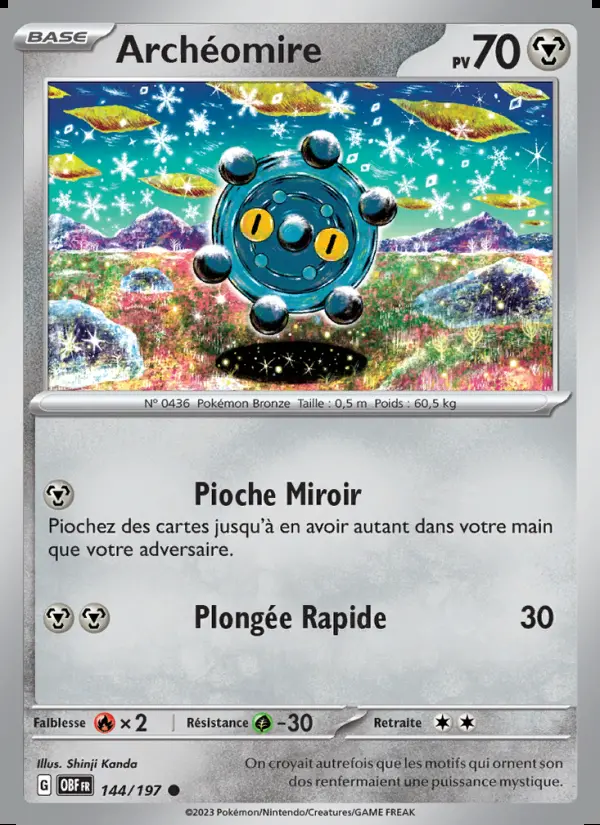 BASE
Archéomire
PV 70
N° 0436 Pokémon Bronze Taille : 0,5 m Poids : 60,5 kg
Pioche Miroir
Piochez des cartes jusqu'à en avoir autant dans votre main
que votre adversaire.
Plongée Rapide 30
Faiblesse ×2 Résistance -30 Retraite
Illus. Shinji Kanda
On croyait autrefois que les motifs qui ornent son
dos renfermaient une puissance mystique.
G OBF FR 144/197
©2023 Pokémon/Nintendo/Creatures/GAME FREAK